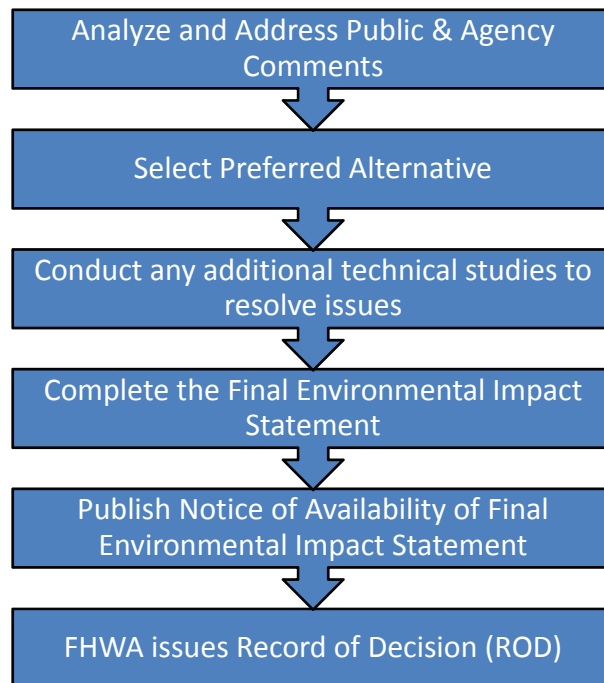 Analyze and Address Public & Agency
Comments
Select Preferred Alternative
Conduct any additional technical studies to
resolve issues
Complete the Final Environmental Impact
Statement
Publish Notice of Availability of Final
Environmental Impact Statement
FHWA issues Record of Decision (ROD)